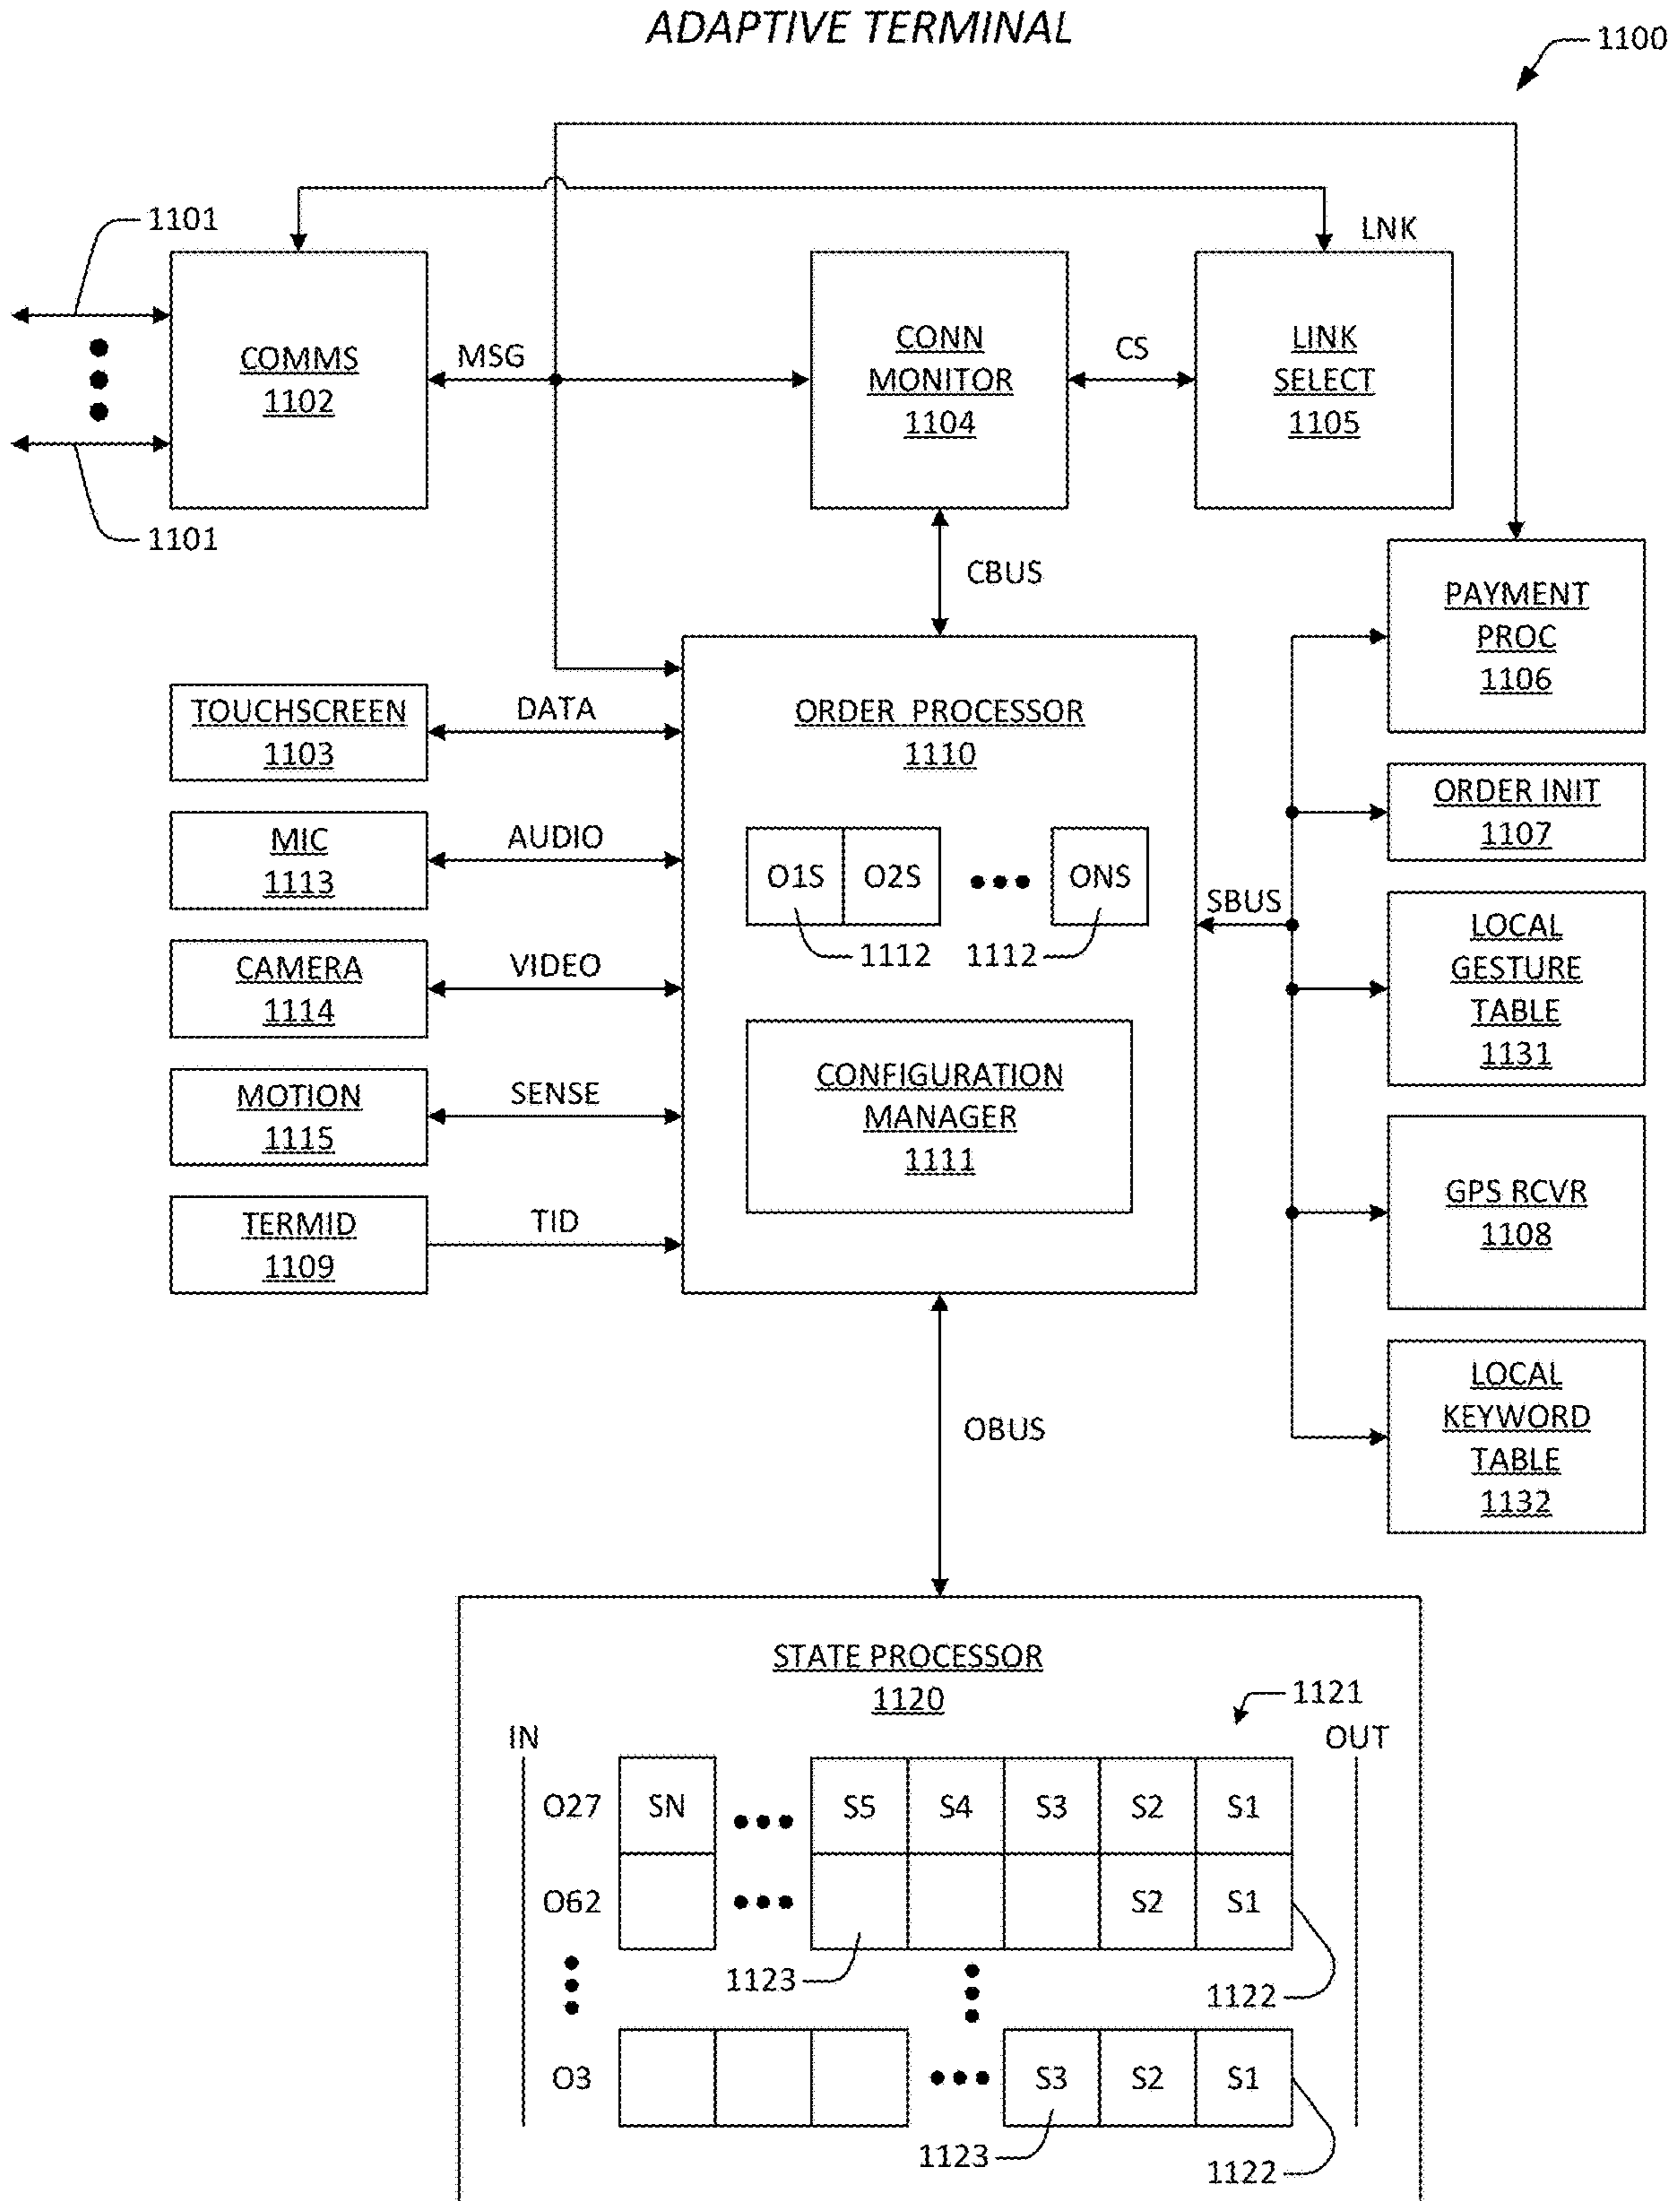 ADAPTIVE TERMINAL
1100
1101
LNK
COMMS
1102
MSG
CONN
MONITOR
1104
CS
LINK
SELECT
1105
1101
CBUS
PAYMENT
PROC
1106
TOUCHSCREEN
1103
DATA
ORDER PROCESSOR
1110
ORDER INIT
1107
MIC
1113
AUDIO
O1S
O2S
ONS
1112
1112
SBUS
LOCAL
GESTURE
TABLE
1131
CAMERA
1114
VIDEO
CONFIGURATION
MANAGER
1111
MOTION
1115
SENSE
GPS RCVR
1108
TERMID
1109
TID
LOCAL
KEYWORD
TABLE
1132
OBUS
STATE PROCESSOR
1120
1121
IN
OUT
O27
SN
S5
S4
S3
S2
S1
O62
S2
S1
1123
1122
O3
S3
S2
S1
1123
1122